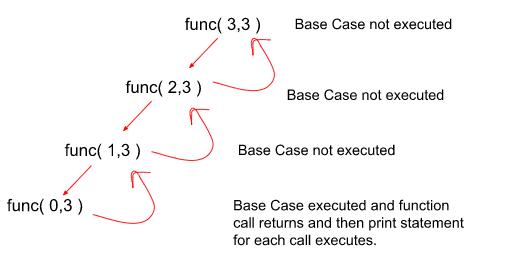 func( 3,3 ) Base Case not executed
func( 2,3 ) Base Case not executed
func( 1,3 ) Base Case not executed
func( 0,3 ) Base Case executed and function
call returns and then print statement
for each call executes.